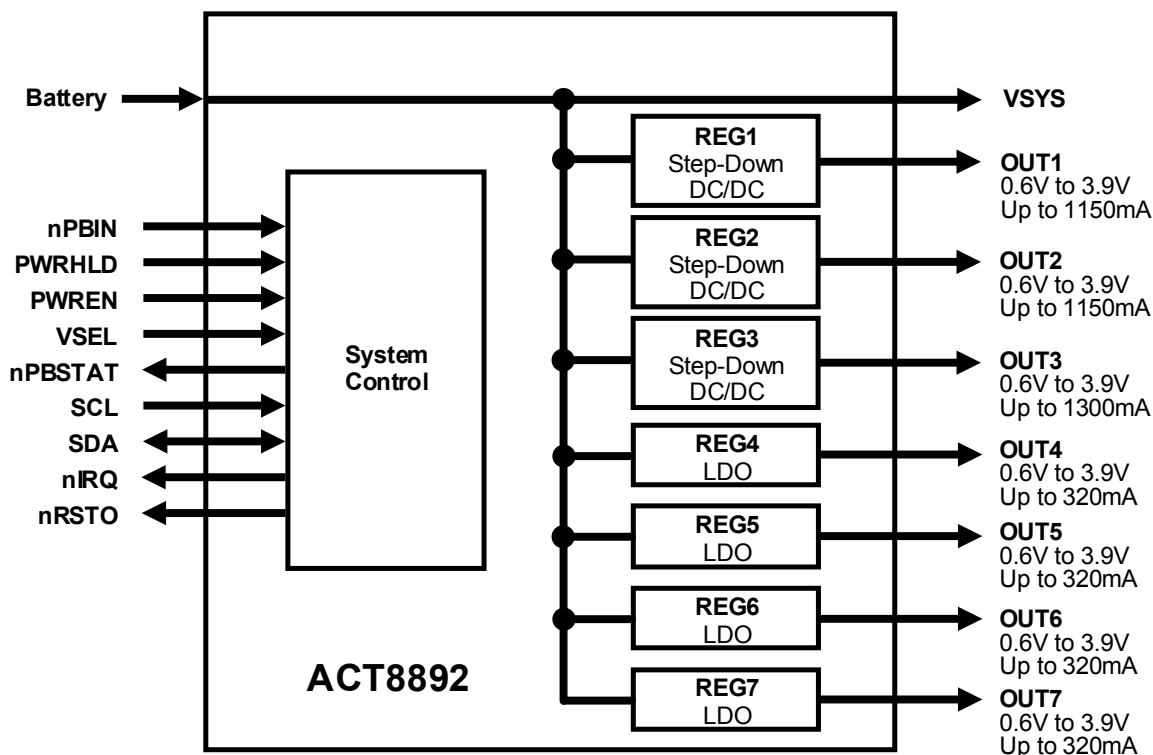 Battery
VSYS
REG1
Step-Down
DC/DC
OUT1
0.6V to 3.9V
Up to 1150mA
nPBIN
PWRHLD
PWREN
VSEL
nPBSTAT
SCL
SDA
nIRQ
nRSTO
System
Control
REG2
Step-Down
DC/DC
OUT2
0.6V to 3.9V
Up to 1150mA
REG3
Step-Down
DC/DC
OUT3
0.6V to 3.9V
Up to 1300mA
REG4
LDO
OUT4
0.6V to 3.9V
Up to 320mA
REG5
LDO
OUT5
0.6V to 3.9V
Up to 320mA
REG6
LDO
OUT6
0.6V to 3.9V
Up to 320mA
REG7
LDO
OUT7
0.6V to 3.9V
Up to 320mA
ACT8892